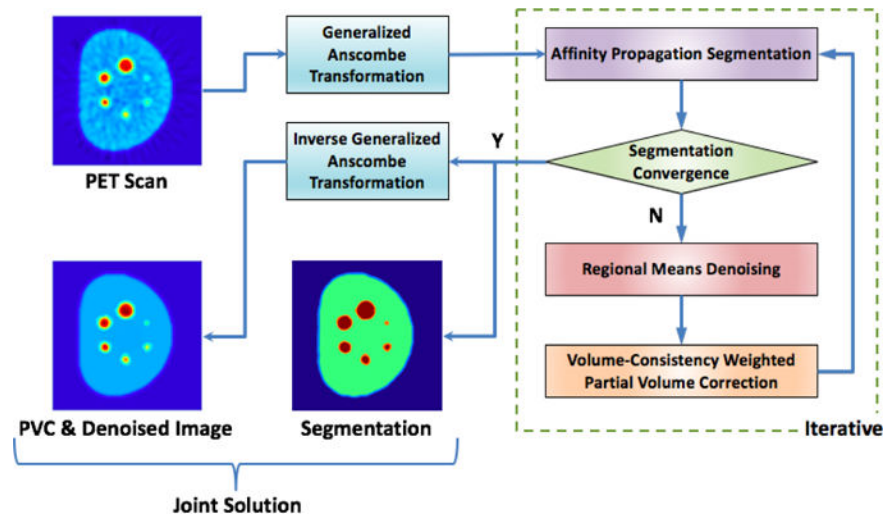 Generalized
Anscombe
Transformation
Affinity Propagation Segmentation
PET Scan
Inverse Generalized
Anscombe
Transformation
Y
Segmentation
Convergence
N
Regional Means Denoising
Volume-Consistency Weighted
Partial Volume Correction
PVC & Denoised Image
Segmentation
Iterative
Joint Solution